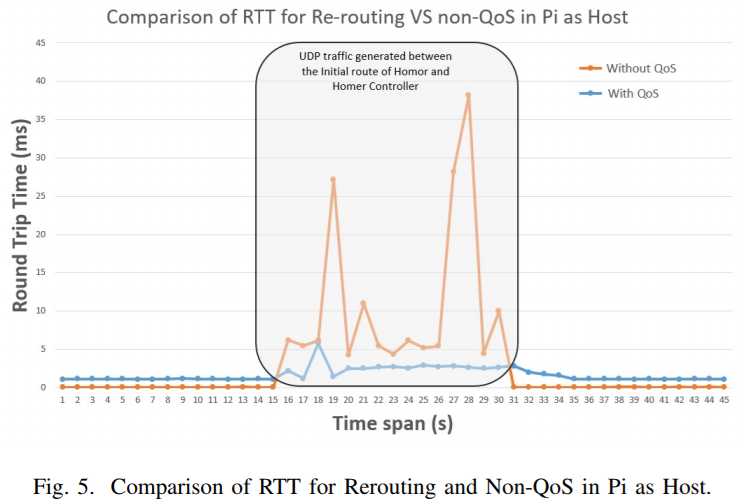 Comparison of RTT for Re-routing VS non-QoS in Pi as Host
45
40
35
30
25
20
15
10
5
0
Round Trip Time (ms)
UDP traffic generated between
the Initial route of Homor and
Homer Controller
Without QoS
With QoS
1 2 3 4 5 6 7 8 9 10 11 12 13 14 15 16 17 18 19 20 21 22 23 24 25 26 27 28 29 30 31 32 33 34 35 36 37 38 39 40 41 42 43 44 45
Time span (s)
Fig. 5. Comparison of RTT for Rerouting and Non-QoS in Pi as Host.